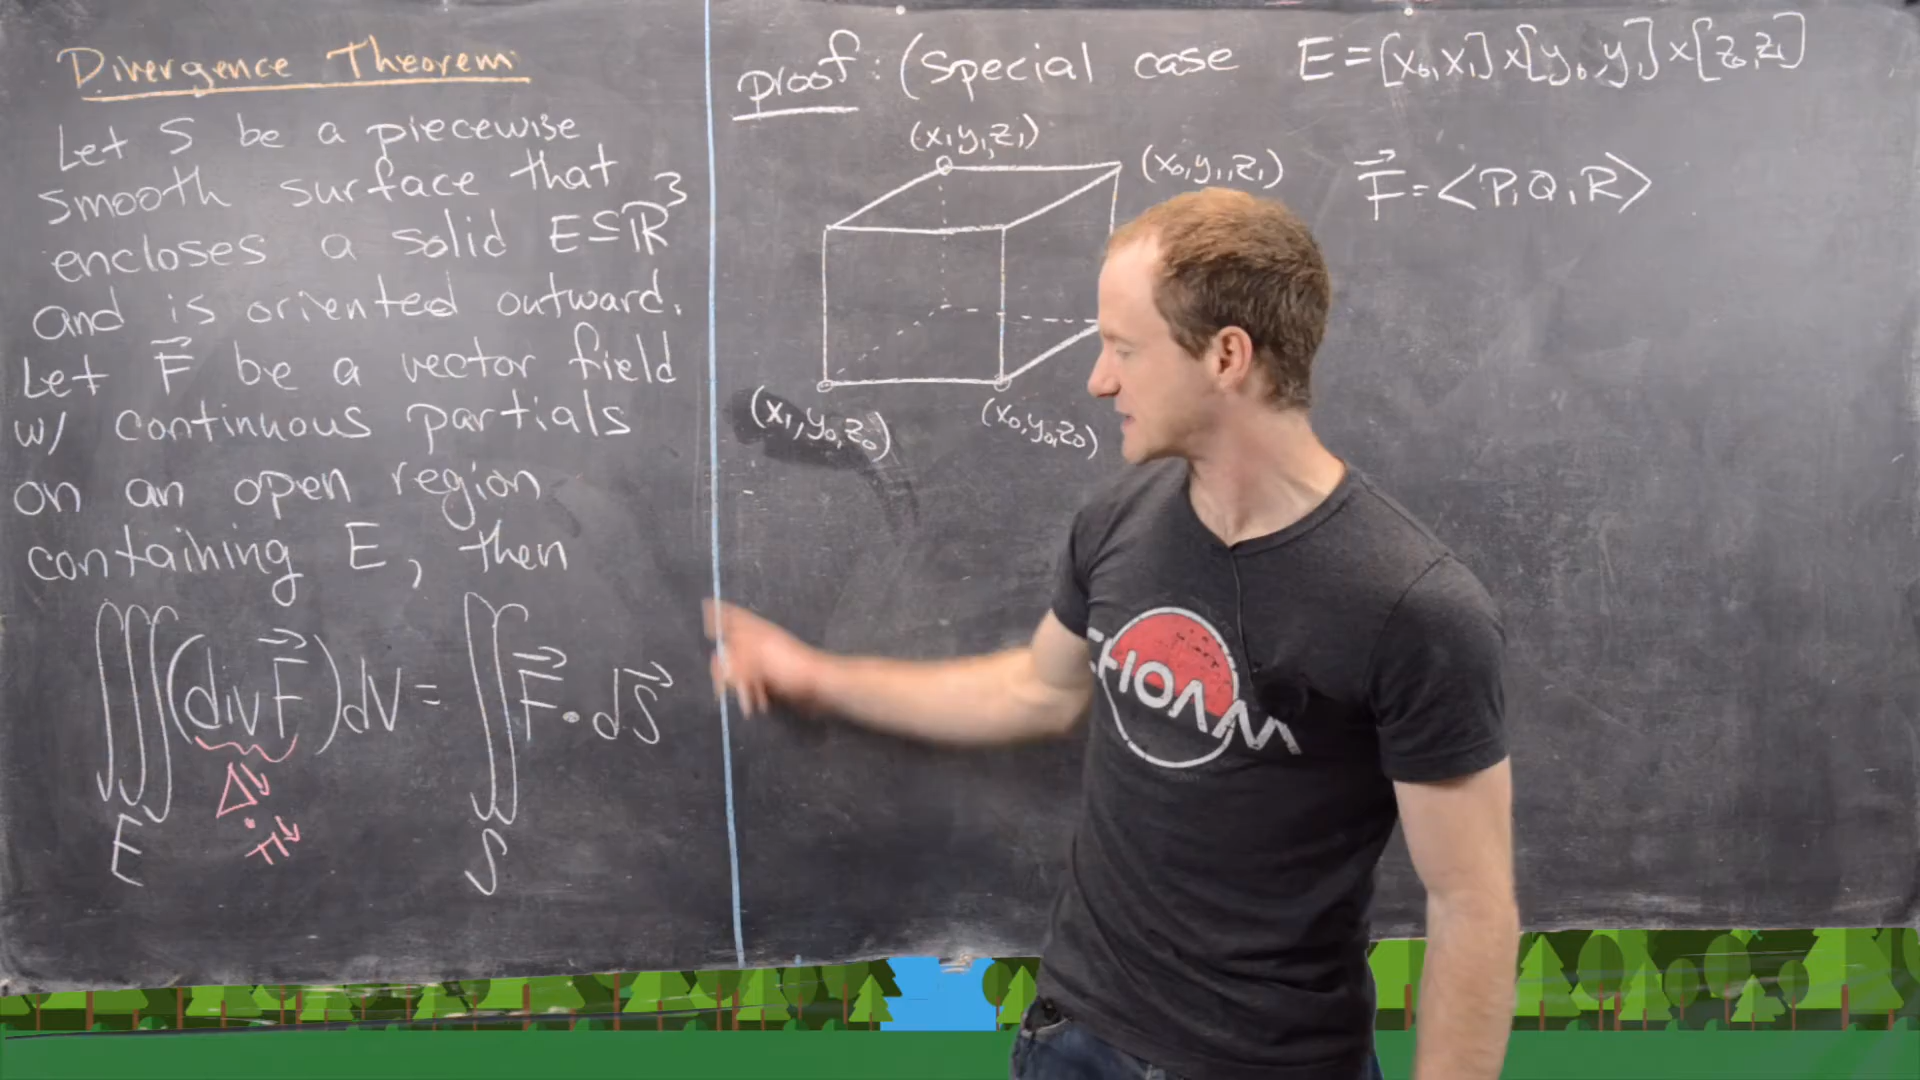 Divergence Theorem
Let S be a piecewise
smooth surface that
encloses a solid E⊆ℝ³
and is oriented outward.
Let F⃗ be a vector field
w/ continuous partials
on an open region
containing E, then
∭_E (div F⃗) dV = ∬_S F⃗ · dS⃗
∇⃗ · F⃗
proof: (Special case E = [x₀,x₁]×[y₀,y₁]×[z₀,z₁]
(x₁,y₁,z₁)
(x₀,y₁,z₁)
F⃗ = <P,Q,R>
(x₁,y₀,z₀)
(x₀,y₀,z₀)